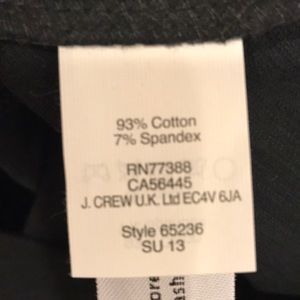 93% Cotton
7% Spandex
RN77388
CA56445
J. CREW U.K. Ltd EC4V 6JA
Style 65236
SU 13